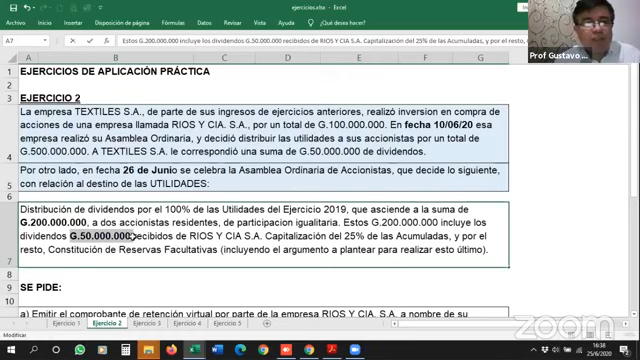 ejercicios.xlsx - Excel
Archivo Inicio Insertar Disposición de página Fórmulas Datos Revisar Vista Ayuda ¿Qué desea hacer?
A7 Estos G.200.000.000 incluye los dividendos G.50.000.000 recibidos de RIOS Y CIA S.A. Capitalización del 25% de las Acumuladas, y por el resto,
Prof Gustavo
A B C D E F G
1 EJERCICIOS DE APLICACIÓN PRÁCTICA
2
3 EJERCICIO 2
La empresa TEXTILES S.A., de parte de sus ingresos de ejercicios anteriores, realizó inversion en compra de
acciones de una empresa llamada RIOS Y CIA. S.A., por un total de G.100.000.000. En fecha 10/06/20 esa
empresa realizó su Asamblea Ordinaria, y decidió distribuir las utilidades a sus accionistas por un total de
4 G.500.000.000. A TEXTILES S.A. le correspondió una suma de G.50.000.000 de dividendos.
Por otro lado, en fecha 26 de Junio se celebra la Asamblea Ordinaria de Accionistas, que decide lo siguiente,
5 con relación al destino de las UTILIDADES:
6
Distribución de dividendos por el 100% de las Utilidades del Ejercicio 2019, que asciende a la suma de
G.200.000.000, a dos accionistas residentes, de participacion igualitaria. Estos G.200.000.000 incluye los
dividendos G.50.000.000 recibidos de RIOS Y CIA S.A. Capitalización del 25% de las Acumuladas, y por el
resto, Constitución de Reservas Facultativas (incluyendo el argumento a plantear para realizar esto último).
7
8
9 SE PIDE:
10 a) Emitir el comprobante de retención virtual por parte de la empresa RIOS Y CIA S.A. a nombre de su
Ejercicio 1 Ejercicio 2 Ejercicio 3 Ejercicio 4 Ejercicio 5
Modificar
zoom
16:38
25/6/2020